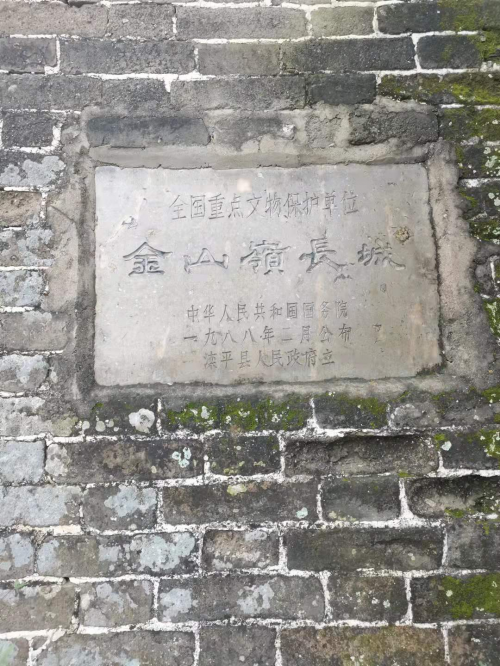 全国重点文物保护单位
金山嶺長城
中华人民共和国国务院
一九八八年二月公布
滦平县人民政府立